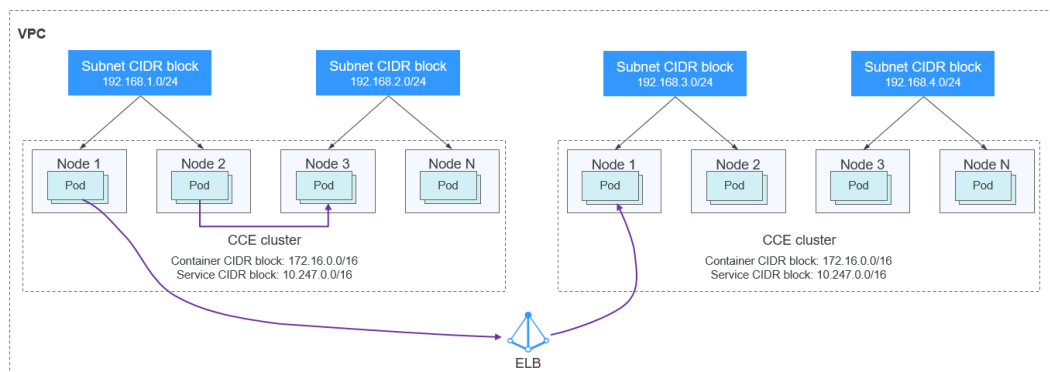 VPC
Subnet CIDR block
192.168.1.0/24
Subnet CIDR block
192.168.2.0/24
Subnet CIDR block
192.168.3.0/24
Subnet CIDR block
192.168.4.0/24
Node 1
Pod
Node 2
Pod
Node 3
Pod
Node N
Pod
CCE cluster
Container CIDR block: 172.16.0.0/16
Service CIDR block: 10.247.0.0/16
Node 1
Pod
Node 2
Pod
Node 3
Pod
Node N
Pod
CCE cluster
Container CIDR block: 172.16.0.0/16
Service CIDR block: 10.247.0.0/16
ELB